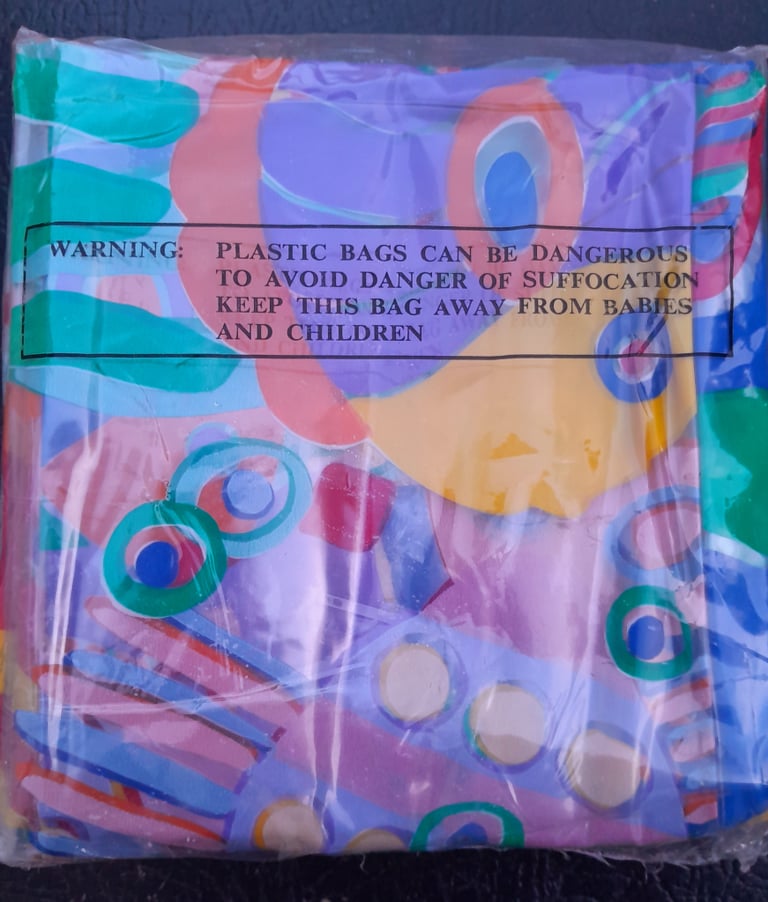 WARNING: PLASTIC BAGS CAN BE DANGEROUS
TO AVOID DANGER OF SUFFOCATION
KEEP THIS BAG AWAY FROM BABIES
AND CHILDREN